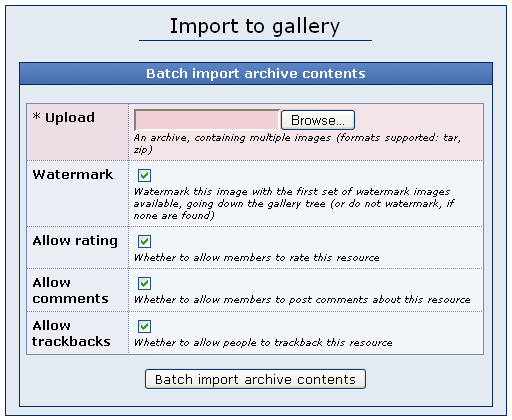 Import to gallery
Batch import archive contents
* Upload
Browse...
An archive, containing multiple images (formats supported: tar,
zip)
Watermark
Watermark this image with the first set of watermark images
available, going down the gallery tree (or do not watermark, if
none are found)
Allow rating
Whether to allow members to rate this resource
Allow
comments
Whether to allow members to post comments about this resource
Allow
trackbacks
Whether to allow people to trackback this resource
Batch import archive contents